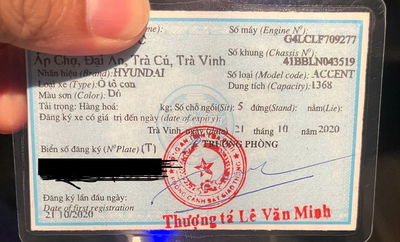 Số máy (Engine N°)
C G4LCLF709277
Số khung (Chassis N°)
Ấp Chợ, Đại An, Trà Cú, Trà Vinh 41BBLN043519
Nhãn hiệu (Brand) HYUNDAI Số loại (Model code): ACCENT
Loại xe (Type): Ô tô con Dung tích (Capacity): 1368
Màu sơn (Color): D6
Tải trọng: Hàng hoá: kg; Số chỗ ngồi(Sit) 5 đứng(Stand): nằm(Lie):
Đăng ký xe có giá trị đến ngày (date of expiry)
Trà Vinh, ngày (date) 21 tháng 10 2020
Biển số đăng ký (N° Plate) (T) TRƯỞNG PHÒNG
Đăng ký lần đầu ngày:
Date of first registration
21/10/2020
Thượng tá Lê Văn Minh